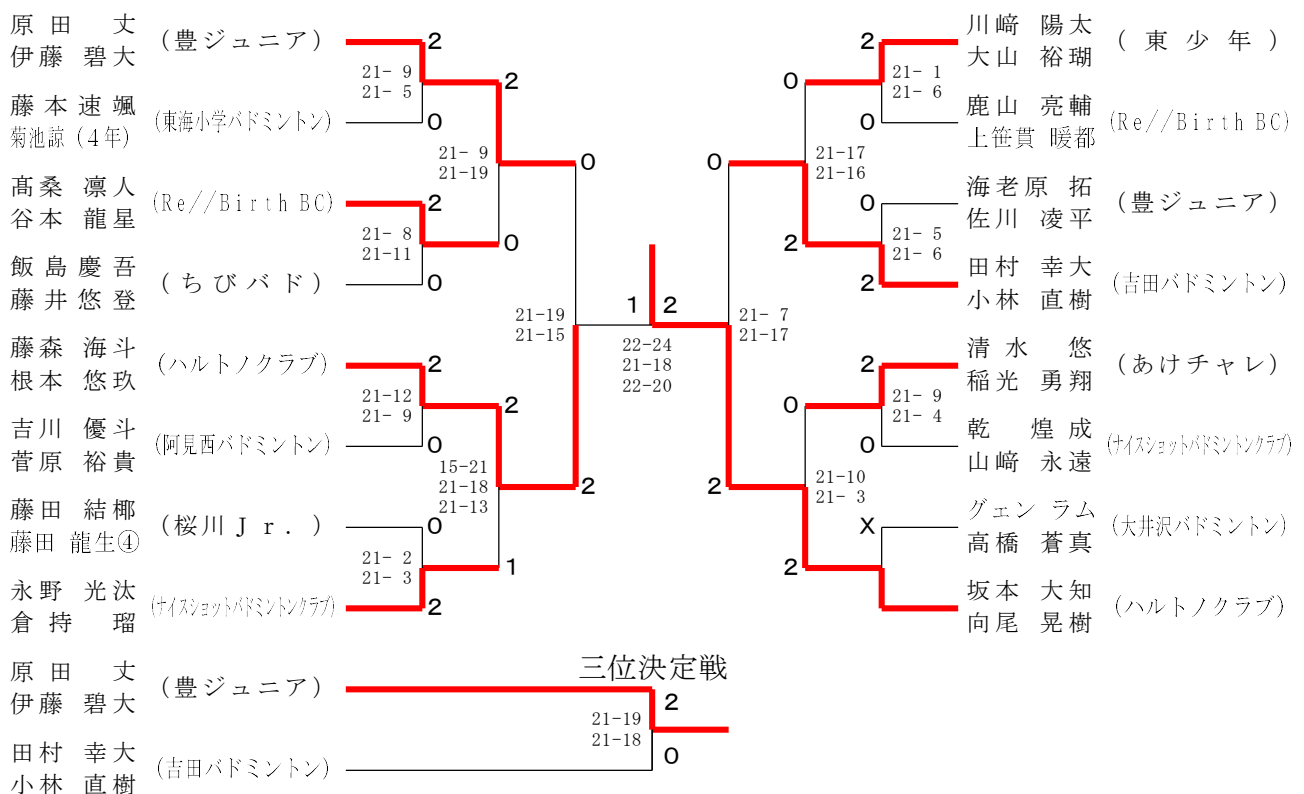 原田 丈
伊藤 碧大
(豊ジュニア)
2
21- 9
21- 5
藤本速颯
菊池諒 (4年)
(東海小学バドミントン)
0
2
21- 9
21-19
髙桑 凛人
谷本 龍星
(Re//Birth BC)
2
21- 8
21-11
飯島慶吾
藤井悠登
(ちびバド)
0
0
0
21-19
21-15
藤森 海斗
根本 悠玖
(ハルトノクラブ)
2
21-12
21- 9
吉川 優斗
菅原 裕貴
(阿見西バドミントン)
0
2
15-21
21-18
21-13
藤田 結椰
藤田 龍生④
(桜川Jr.)
0
21- 2
21- 3
永野 光汰
倉持 瑠
(ナイスショットバドミントンクラブ)
2
1
2
1 2
22-24
21-18
22-20
川﨑 陽太
大山 裕瑚
(東少年)
2
21- 1
21- 6
鹿山 亮輔
上笹貫 暖都
(Re//Birth BC)
0
0
21-17
21-16
海老原 拓
佐川 凌平
(豊ジュニア)
0
21- 5
21- 6
田村 幸大
小林 直樹
(吉田バドミントン)
2
2
0
21- 7
21-17
清水 悠
稲光 勇翔
(あけチャレ)
2
21- 9
21- 4
乾 煌成
山﨑 永遠
(ナイスショットバドミントンクラブ)
0
0
21-10
21- 3
グェン ラム
高橋 蒼真
(大井沢バドミントン)
X
坂本 大知
向尾 晃樹
(ハルトノクラブ)
2
2
三位決定戦
原田 丈
伊藤 碧大
(豊ジュニア)
2
21-19
21-18
田村 幸大
小林 直樹
(吉田バドミントン)
0